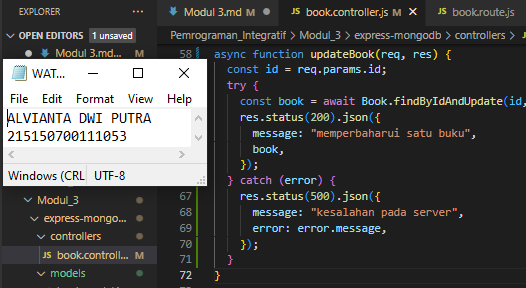 EXPLORER
OPEN EDITORS 1 unsaved
Modul 3.md...
WAT...
File Edit Format View Help
ALVIANTA DWI PUTRA
215150700111053
Windows (CRL UTF-8
Modul_3
express-mongo...
controllers
JS book.controll... M
models
Modul 3.md M
JS book.controller.js M
JS book.route.js
Pemrograman_Integratif > Modul_3 > express-mongodb > controllers >
58 async function updateBook(req, res) {
const id = req.params.id;
try {
const book = await Book.findByIdAndUpdate(id,
res.status(200).json({
message: "memperbaharui satu buku",
book,
});
} catch (error) {
67 res.status(500).json({
68 message: "kesalahan pada server",
69 error: error.message,
70 });
71 }
72 }